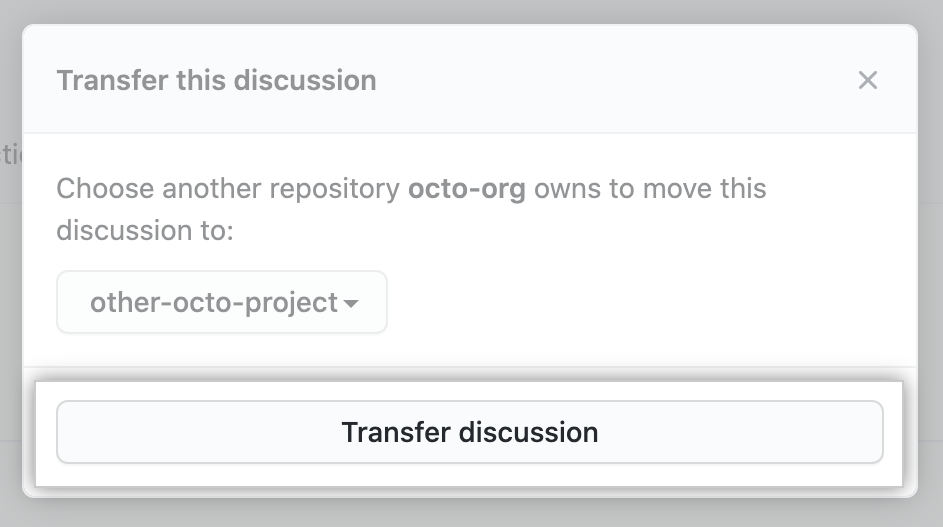 Transfer this discussion
Choose another repository octo-org owns to move this
discussion to:
other-octo-project
Transfer discussion